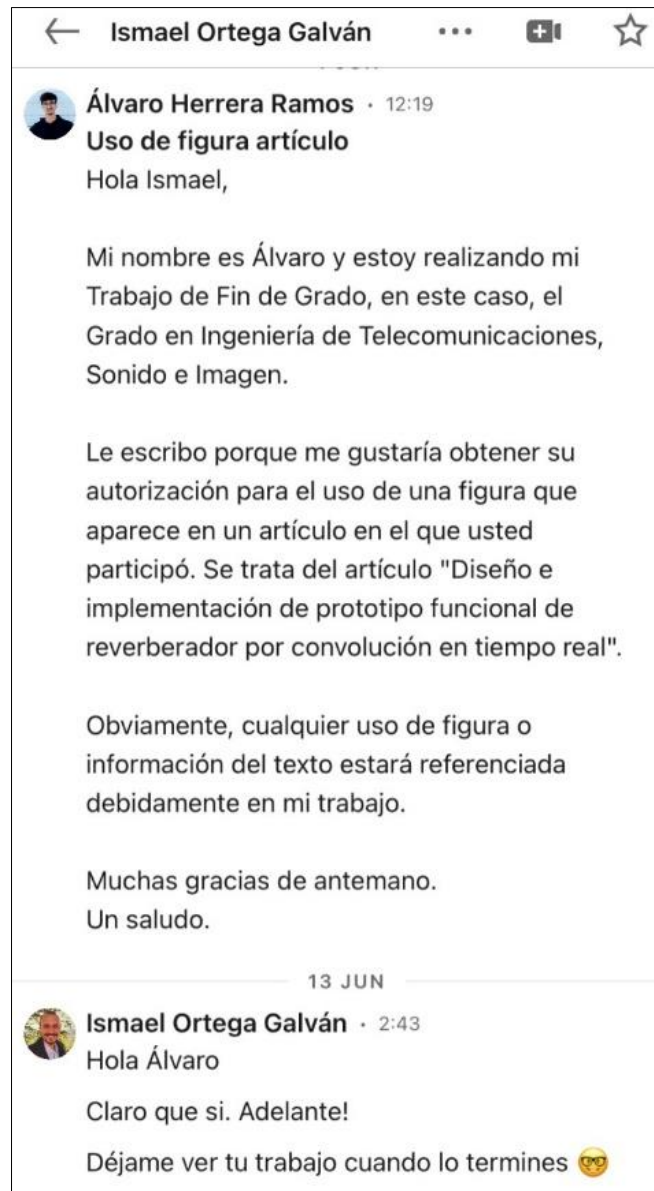 Ismael Ortega Galván
Álvaro Herrera Ramos · 12:19
Uso de figura artículo
Hola Ismael,
Mi nombre es Álvaro y estoy realizando mi
Trabajo de Fin de Grado, en este caso, el
Grado en Ingeniería de Telecomunicaciones,
Sonido e Imagen.
Le escribo porque me gustaría obtener su
autorización para el uso de una figura que
aparece en un artículo en el que usted
participó. Se trata del artículo "Diseño e
implementación de prototipo funcional de
reverberador por convolución en tiempo real".
Obviamente, cualquier uso de figura o
información del texto estará referenciada
debidamente en mi trabajo.
Muchas gracias de antemano.
Un saludo.
13 JUN
Ismael Ortega Galván · 2:43
Hola Álvaro
Claro que si. Adelante!
Déjame ver tu trabajo cuando lo termines 🤓